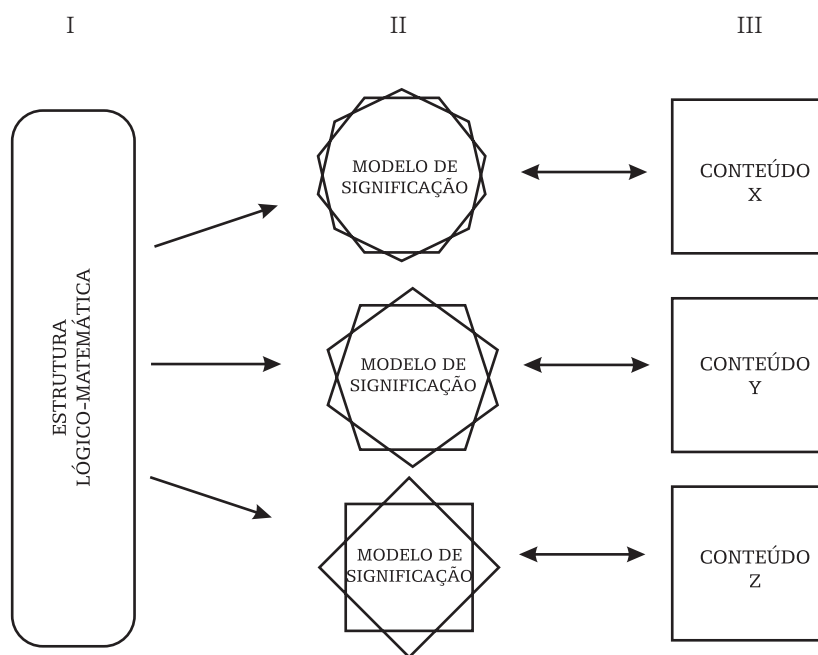 I
II
III
ESTRUTURA
LÓGICO-MATEMÁTICA
MODELO DE
SIGNIFICAÇÃO
CONTEÚDO
X
MODELO DE
SIGNIFICAÇÃO
CONTEÚDO
Y
MODELO DE
SIGNIFICAÇÃO
CONTEÚDO
Z